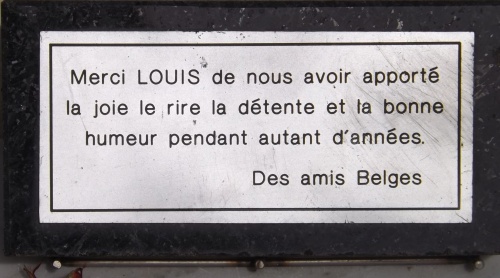 Merci LOUIS de nous avoir apporté
la joie le rire la détente et la bonne
humeur pendant autant d'années.
Des amis Belges